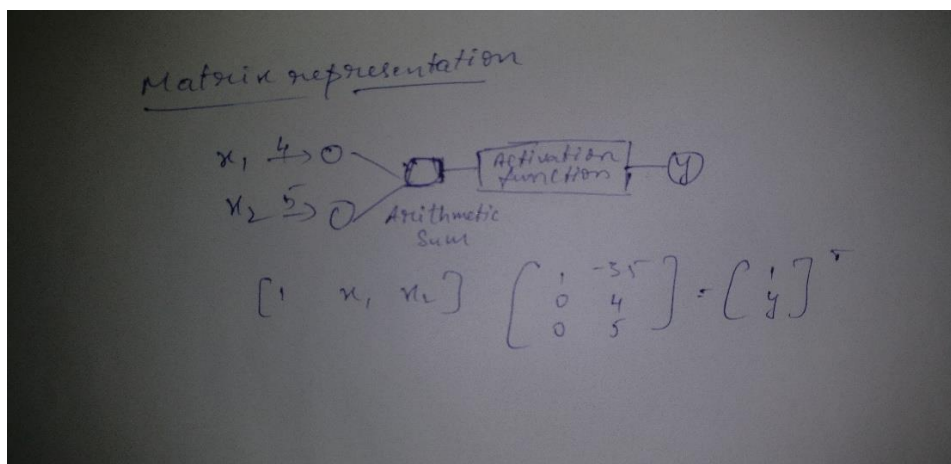 Matrix representation
x₁ 4 → Activation function y
x₂ 5 → Arithmetic Sum
[1 x₁ x₂] [1 -35
0 4
0 5] = [1
y]ᵀ